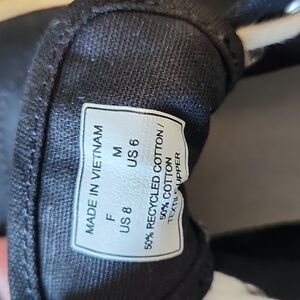 MADE IN VIETNAM
M
F
US 6
US 8
50% RECYCLED COTTON /
50% COTTON
TEXTILE UPPER